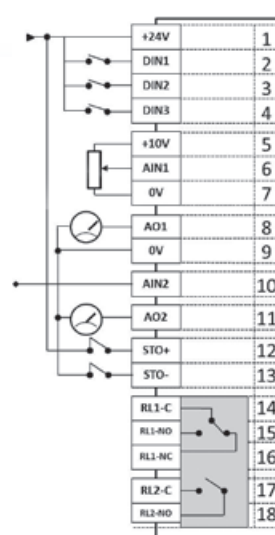 +24V 1
DIN1 2
DIN2 3
DIN3 4
+10V 5
AIN1 6
0V 7
AO1 8
0V 9
AIN2 10
AO2 11
STO+ 12
STO- 13
RL1-C 14
RL1-NO 15
RL1-NC 16
RL2-C 17
RL2-NO 18